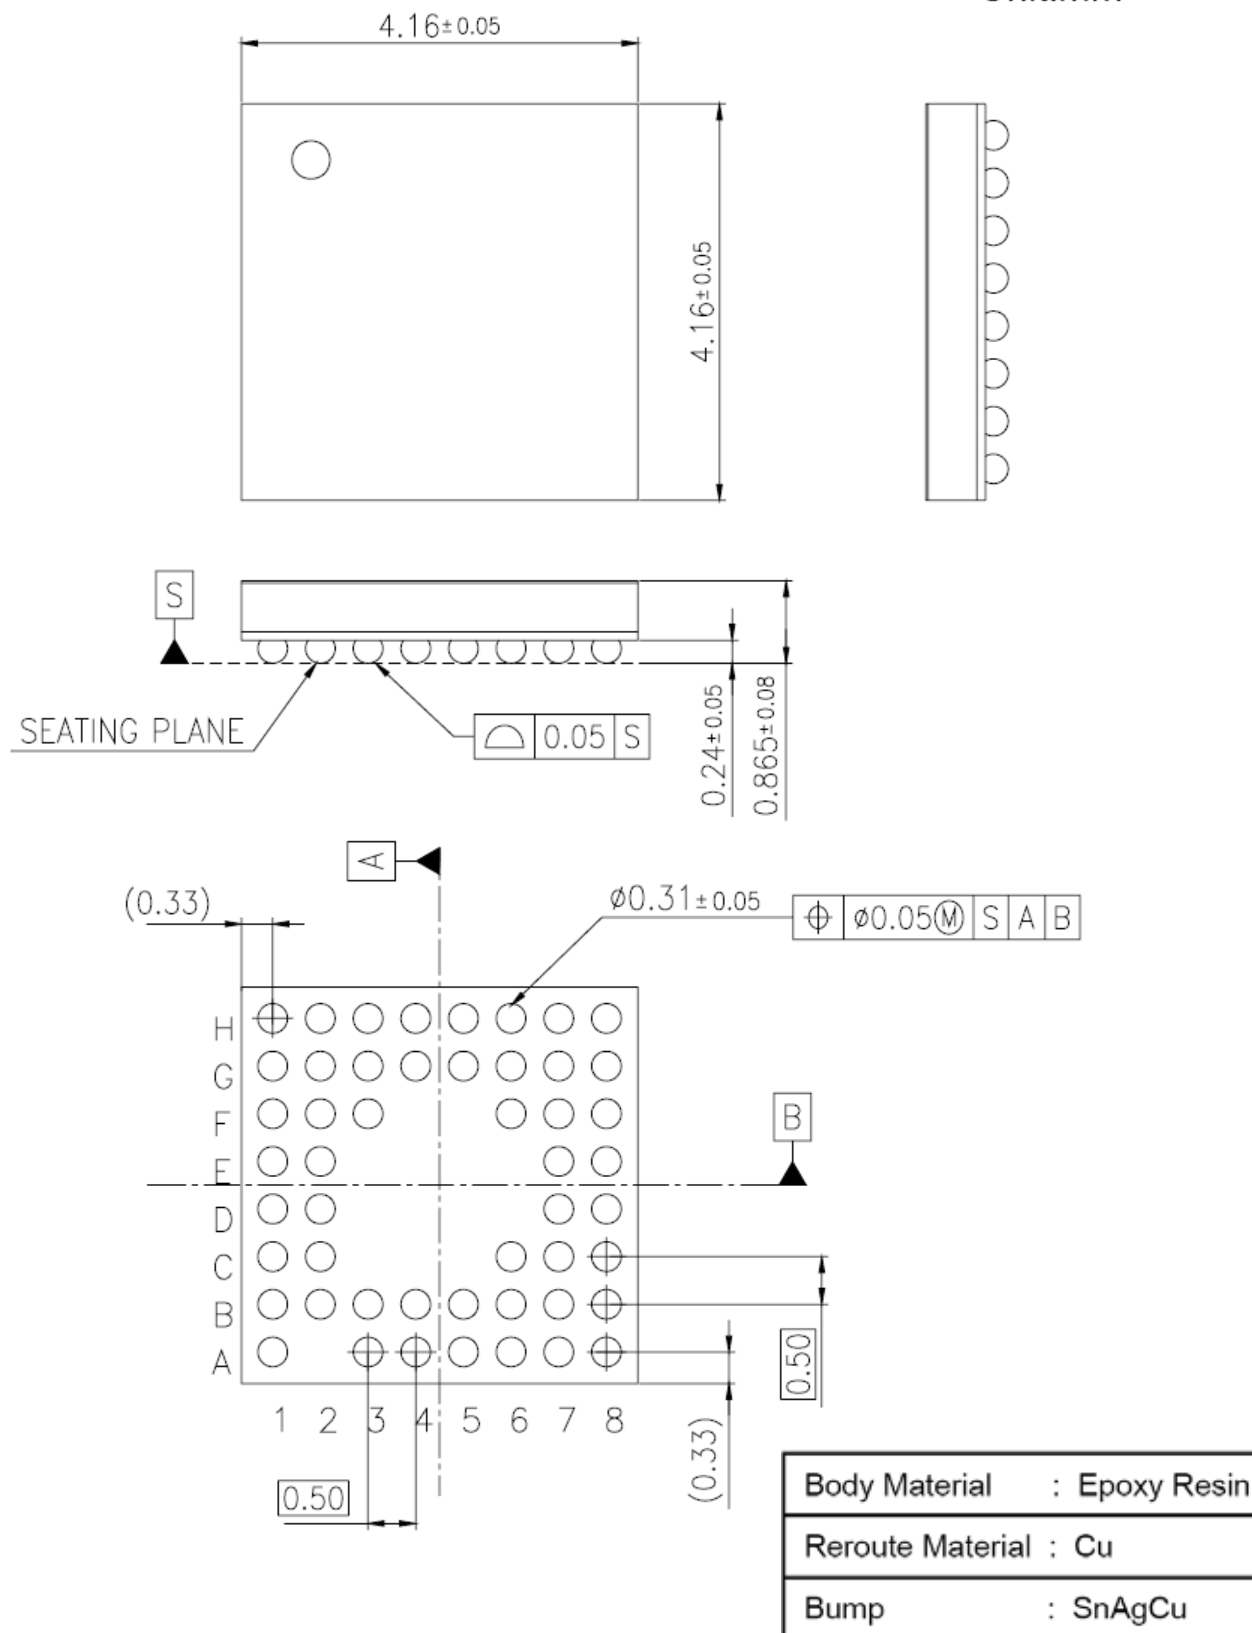 4.16±0.05
4.16±0.05
S
SEATING PLANE
0.05 S
0.24±0.05
0.865±0.08
A
(0.33)
ø0.31±0.05
ø0.05Ⓜ S A B
H
G
F
E
D
C
B
A
B
1 2 3 4 5 6 7 8
0.50
0.50
(0.33)
Body Material : Epoxy Resin
Reroute Material : Cu
Bump : SnAgCu